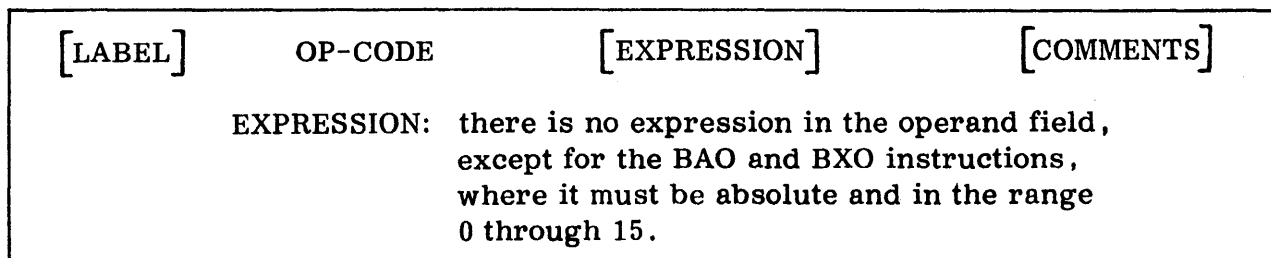 [LABEL] OP-CODE [EXPRESSION] [COMMENTS]
EXPRESSION: there is no expression in the operand field,
except for the BAO and BXO instructions,
where it must be absolute and in the range
0 through 15.